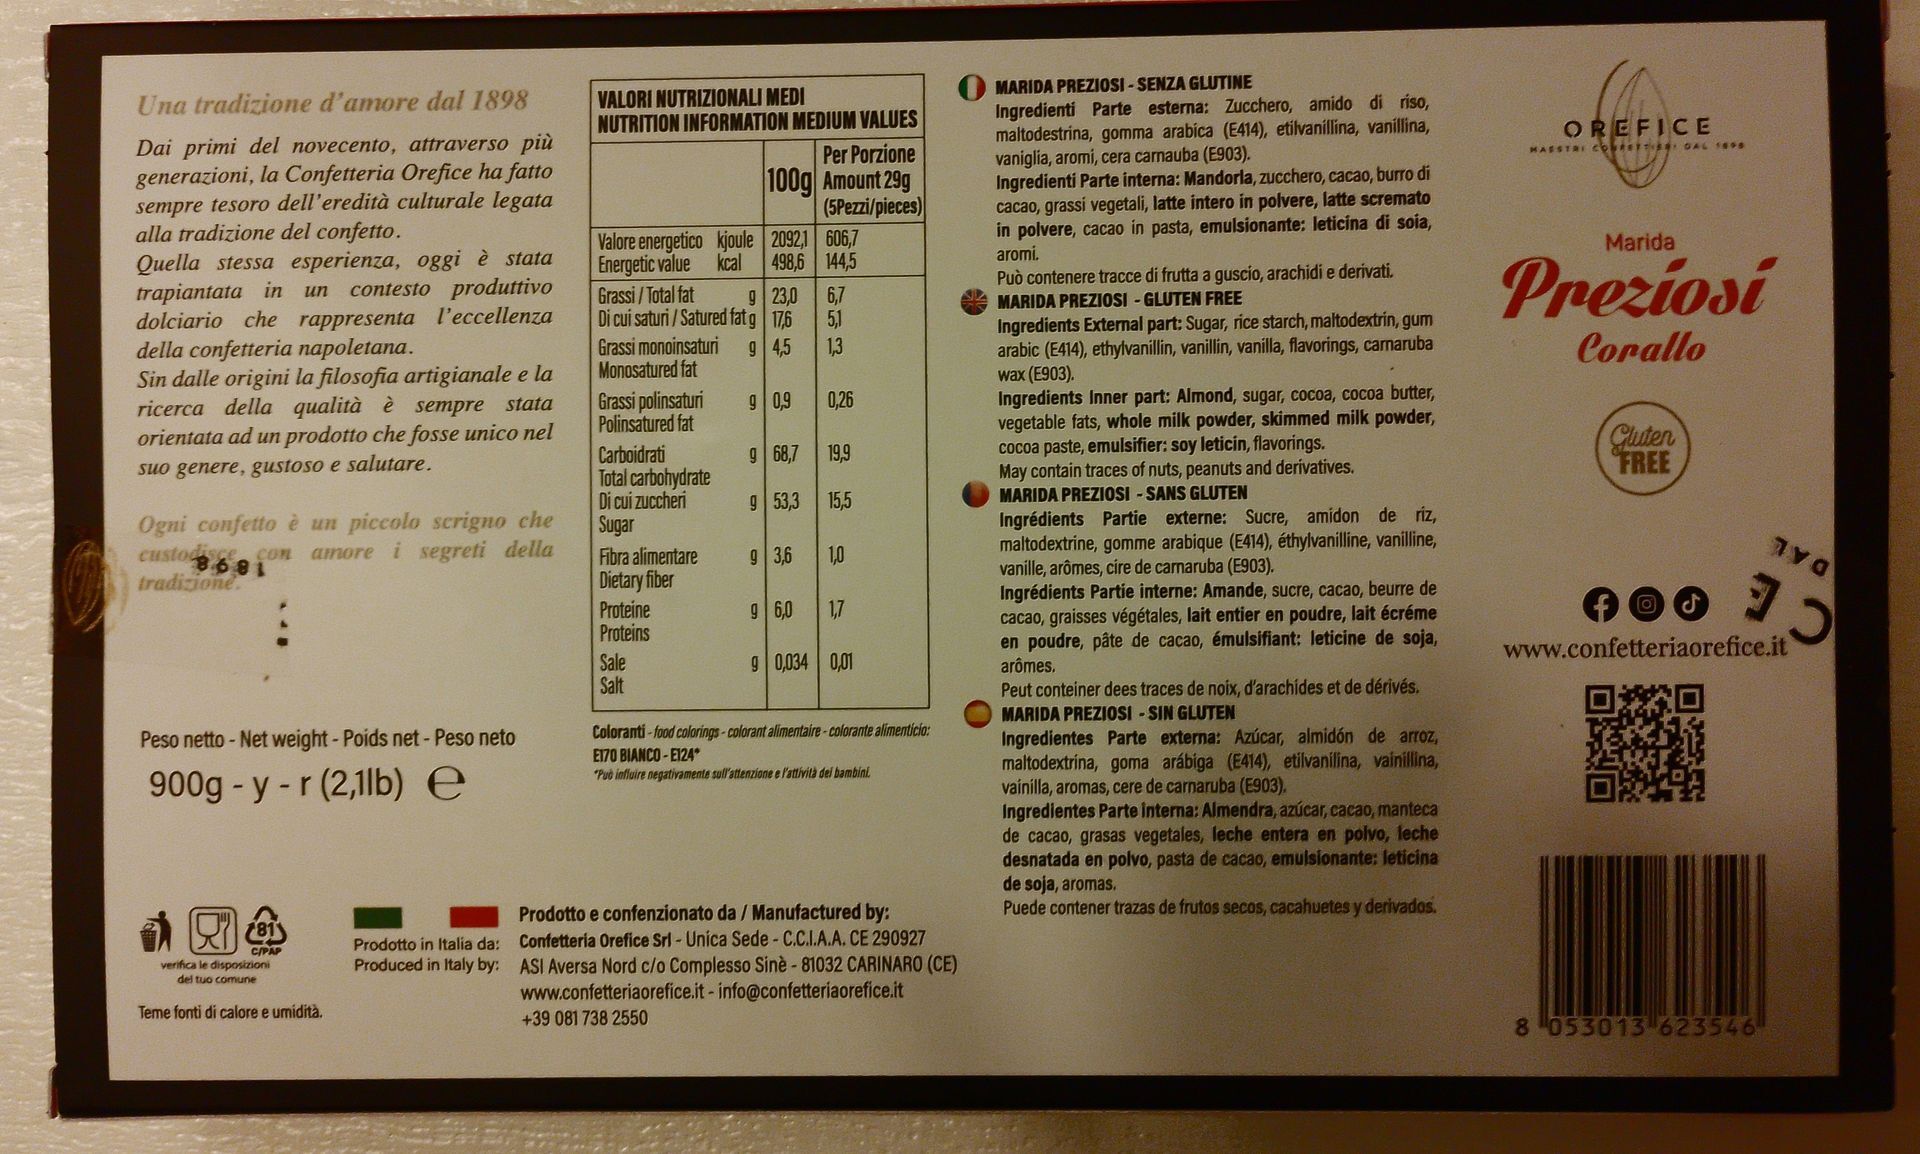 Una tradizione d'amore dal 1898
Dai primi del novecento, attraverso più
generazioni, la Confetteria Orefice ha fatto
sempre tesoro dell'eredità culturale legata
alla tradizione del confetto.
Quella stessa esperienza, oggi è stata
trapiantata in un contesto produttivo
dolciario che rappresenta l'eccellenza
della confetteria napoletana.
Sin dalle origini la filosofia artigianale e la
ricerca della qualità è sempre stata
orientata ad un prodotto che fosse unico nel
suo genere, gustoso e salutare.
Ogni confetto è un piccolo scrigno che
custodisce con amore i segreti della
tradizione.
1898
Peso netto - Net weight - Poids net - Peso neto
900g - y - r (2,1lb) e
81
C/PAP
verifica le disposizioni
del tuo comune
Teme fonti di calore e umidità.
VALORI NUTRIZIONALI MEDI
NUTRITION INFORMATION MEDIUM VALUES
100g Per Porzione
Amount 29g
(5Pezzi/pieces)
Valore energetico kjoule 2092,1 606,7
Energetic value kcal 498,6 144,5
Grassi / Total fat g 23,0 6,7
Di cui saturi / Satured fat g 17,6 5,1
Grassi monoinsaturi g 4,5 1,3
Monosatured fat
Grassi polinsaturi g 0,9 0,26
Polinsatured fat
Carboidrati g 68,7 19,9
Total carbohydrate
Di cui zuccheri g 53,3 15,5
Sugar
Fibra alimentare g 3,6 1,0
Dietary fiber
Proteine g 6,0 1,7
Proteins
Sale g 0,034 0,01
Salt
Coloranti - food colorings - colorant alimentaire - colorante alimenticio:
E170 BIANCO - E124*
*Può influire negativamente sull'attenzione e l'attività dei bambini.
Prodotto in Italia da:
Produced in Italy by:
Prodotto e confenzionato da / Manufactured by:
Confetteria Orefice Srl - Unica Sede - C.C.I.A.A. CE 290927
ASI Aversa Nord c/o Complesso Sinè - 81032 CARINARO (CE)
www.confetteriaorefice.it - info@confetteriaorefice.it
+39 081 738 2550
MARIDA PREZIOSI - SENZA GLUTINE
Ingredienti Parte esterna: Zucchero, amido di riso,
maltodestrina, gomma arabica (E414), etilvanillina, vanillina,
vaniglia, aromi, cera carnauba (E903).
Ingredienti Parte interna: Mandorla, zucchero, cacao, burro di
cacao, grassi vegetali, latte intero in polvere, latte scremato
in polvere, cacao in pasta, emulsionante: leticina di soia,
aromi.
Può contenere tracce di frutta a guscio, arachidi e derivati.
MARIDA PREZIOSI - GLUTEN FREE
Ingredients External part: Sugar, rice starch, maltodextrin, gum
arabic (E414), ethylvanillin, vanillin, vanilla, flavorings, carnaruba
wax (E903).
Ingredients Inner part: Almond, sugar, cocoa, cocoa butter,
vegetable fats, whole milk powder, skimmed milk powder,
cocoa paste, emulsifier: soy leticin, flavorings.
May contain traces of nuts, peanuts and derivatives.
MARIDA PREZIOSI - SANS GLUTEN
Ingrédients Partie externe: Sucre, amidon de riz,
maltodextrine, gomme arabique (E414), éthylvanilline, vanilline,
vanille, arômes, cire de carnaruba (E903).
Ingrédients Partie interne: Amande, sucre, cacao, beurre de
cacao, graisses végétales, lait entier en poudre, lait écréme
en poudre, pâte de cacao, émulsifiant: leticine de soja,
arômes.
Peut conteiner dees traces de noix, d'arachides et de dérivés.
MARIDA PREZIOSI - SIN GLUTEN
Ingredientes Parte externa: Azúcar, almidón de arroz,
maltodextrina, goma arábiga (E414), etilvanilina, vainillina,
vainilla, aromas, cere de carnaruba (E903).
Ingredientes Parte interna: Almendra, azúcar, cacao, manteca
de cacao, grasas vegetales, leche entera en polvo, leche
desnatada en polvo, pasta de cacao, emulsionante: leticina
de soja, aromas.
Puede contener trazas de frutos secos, cacahuetes y derivados.
OREFICE
MAESTRI CONFETTIERI DAL 1898
Marida
Preziosi
Corallo
Gluten
FREE
DAL
CE
www.confetteriaorefice.it
8 053013 623546